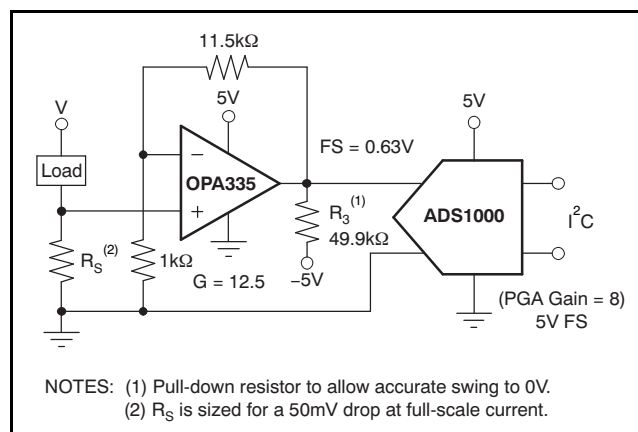 11.5kΩ
V
5V
5V
FS = 0.63V
Load
−
OPA335
+
R3(1)
49.9kΩ
−5V
ADS1000
I2C
RS(2)
1kΩ
G = 12.5
(PGA Gain = 8)
5V FS
NOTES: (1) Pull-down resistor to allow accurate swing to 0V.
(2) RS is sized for a 50mV drop at full-scale current.